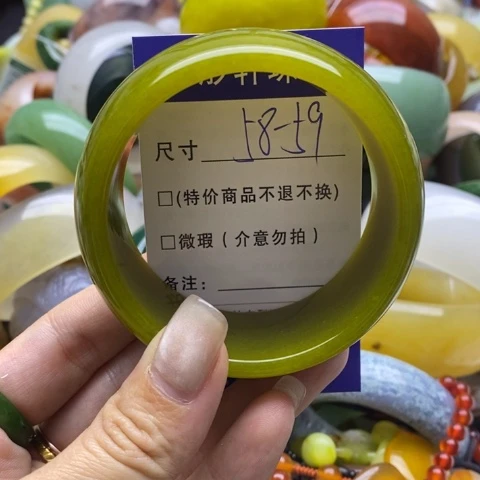 尺寸 58-59
□(特价商品不退不换)
□微瑕(介意勿拍)
备注: